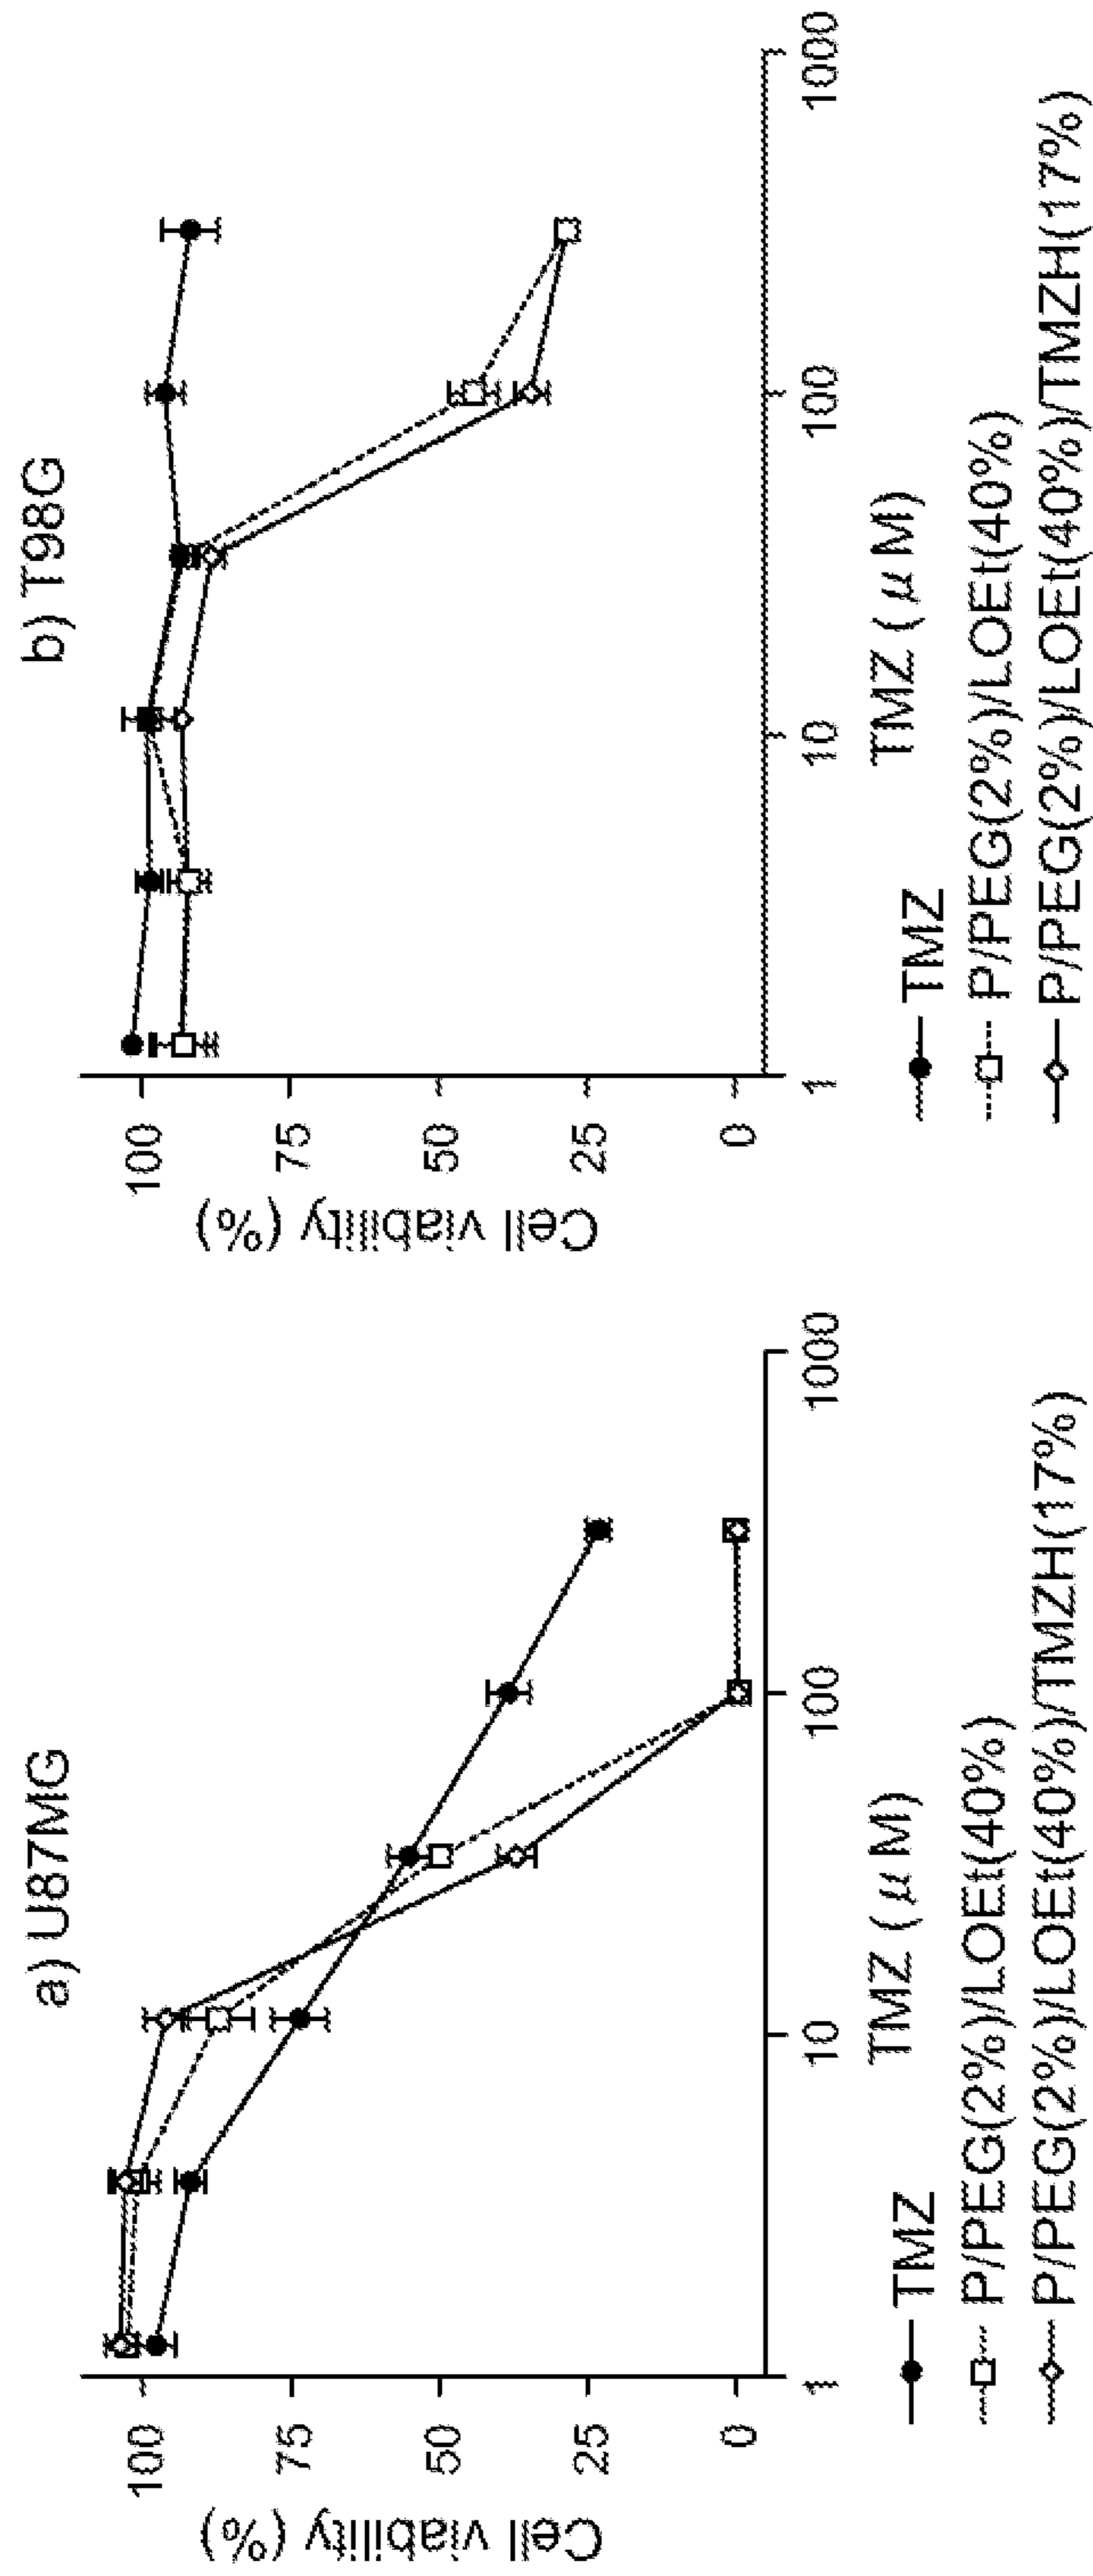 a) U87MG
Cell viability (%)
100
75
50
25
0
1
10
100
1000
TMZ (μM)
TMZ
P/PEG(2%)/LOEt(40%)
P/PEG(2%)/LOEt(40%)/TMZH(17%)
b) T98G
Cell viability (%)
100
75
50
25
0
1
10
100
1000
TMZ (μM)
TMZ
P/PEG(2%)/LOEt(40%)
P/PEG(2%)/LOEt(40%)/TMZH(17%)